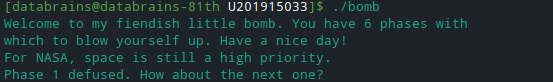 [databrains@databrains-81th U201915033]$ ./bomb
Welcome to my fiendish little bomb. You have 6 phases with
which to blow yourself up. Have a nice day!
For NASA, space is still a high priority.
Phase 1 defused. How about the next one?